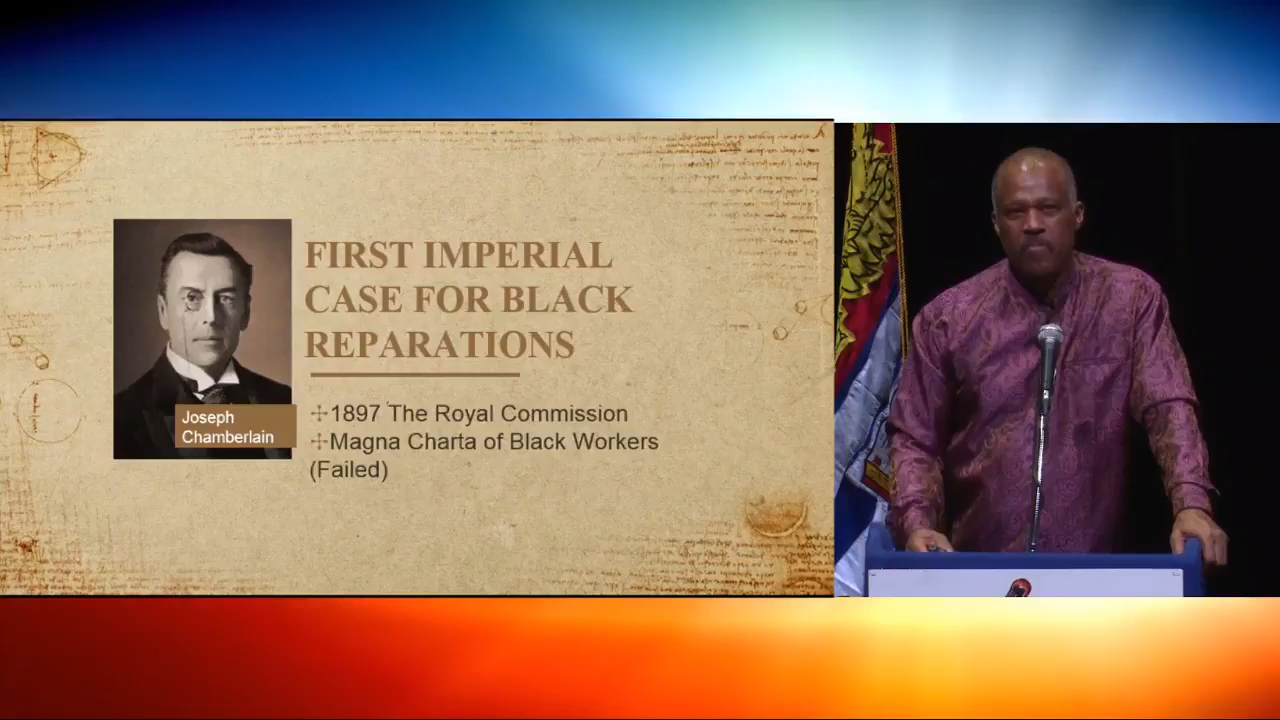 FIRST IMPERIAL
CASE FOR BLACK
REPARATIONS
Joseph
Chamberlain
1897 The Royal Commission
Magna Charta of Black Workers
(Failed)